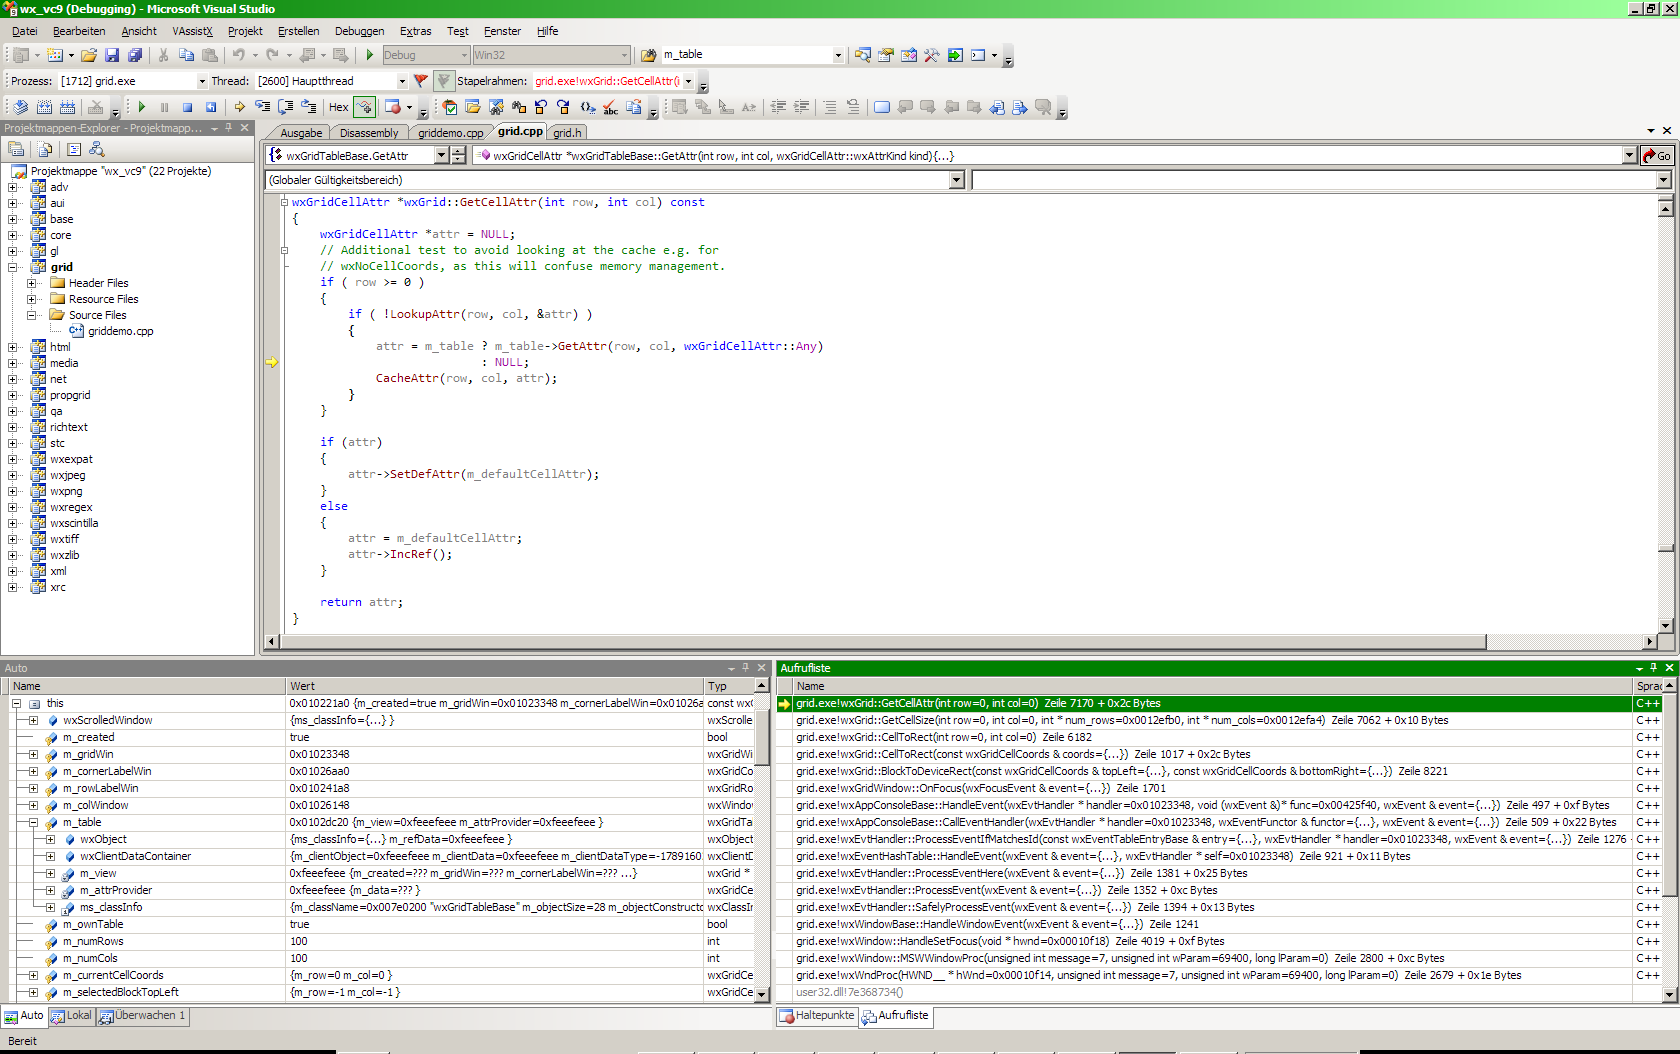 wx_vc9 (Debugging) - Microsoft Visual Studio
Datei Bearbeiten Ansicht VAssistX Projekt Erstellen Debuggen Extras Test Fenster Hilfe
Debug Win32 m_table
Prozess: [1712] grid.exe Thread: [2600] Hauptthread Stapelrahmen: grid.exe!wxGrid::GetCellAttr(i
Hex
Projektmappen-Explorer - Projektmapp...
Projektmappe "wx_vc9" (22 Projekte)
adv
aui
base
core
gl
grid
Header Files
Resource Files
Source Files
griddemo.cpp
html
media
net
propgrid
qa
richtext
stc
wxexpat
wxjpeg
wxpng
wxregex
wxscintilla
wxtiff
wxzlib
xml
xrc
Ausgabe Disassembly griddemo.cpp grid.cpp grid.h
wxGridTableBase.GetAttr wxGridCellAttr *wxGridTableBase::GetAttr(int row, int col, wxGridCellAttr::wxAttrKind kind){...} Go
(Globaler Gültigkeitsbereich)
wxGridCellAttr *wxGrid::GetCellAttr(int row, int col) const
{
wxGridCellAttr *attr = NULL;
// Additional test to avoid looking at the cache e.g. for
// wxNoCellCoords, as this will confuse memory management.
if ( row >= 0 )
{
if ( !LookupAttr(row, col, &attr) )
{
attr = m_table ? m_table->GetAttr(row, col, wxGridCellAttr::Any)
: NULL;
CacheAttr(row, col, attr);
}
}
if (attr)
{
attr->SetDefAttr(m_defaultCellAttr);
}
else
{
attr = m_defaultCellAttr;
attr->IncRef();
}
return attr;
}
Auto
Name Wert Typ
this 0x010221a0 {m_created=true m_gridWin=0x01023348 m_cornerLabelWin=0x01026a const wxG
wxScrolledWindow {ms_classInfo={...} } wxScrolle
m_created true bool
m_gridWin 0x01023348 wxGridWi
m_cornerLabelWin 0x01026aa0 wxGridCo
m_rowLabelWin 0x010241a8 wxGridRo
m_colWindow 0x01026148 wxWindow
m_table 0x0102dc20 {m_view=0xfeeefeee m_attrProvider=0xfeeefeee } wxGridTa
wxObject {ms_classInfo={...} m_refData=0xfeeefeee } wxObject
wxClientDataContainer {m_clientObject=0xfeeefeee m_clientData=0xfeeefeee m_clientDataType=-1789160 wxClientD
m_view 0xfeeefeee {m_created=??? m_gridWin=??? m_cornerLabelWin=??? ...} wxGrid *
m_attrProvider 0xfeeefeee {m_data=??? } wxGridCe
ms_classInfo {m_className=0x007e0200 "wxGridTableBase" m_objectSize=28 m_objectConstructo wxClassIn
m_ownTable true bool
m_numRows 100 int
m_numCols 100 int
m_currentCellCoords {m_row=0 m_col=0 } wxGridCe
m_selectedBlockTopLeft {m_row=-1 m_col=-1 } wxGridCe
Auto Lokal Überwachen 1
Aufrufliste
Name Sprac
grid.exe!wxGrid::GetCellAttr(int row=0, int col=0) Zeile 7170 + 0x2c Bytes C++
grid.exe!wxGrid::GetCellSize(int row=0, int col=0, int * num_rows=0x0012efb0, int * num_cols=0x0012efa4) Zeile 7062 + 0x10 Bytes C++
grid.exe!wxGrid::CellToRect(int row=0, int col=0) Zeile 6182 C++
grid.exe!wxGrid::CellToRect(const wxGridCellCoords & coords={...}) Zeile 1017 + 0x2c Bytes C++
grid.exe!wxGrid::BlockToDeviceRect(const wxGridCellCoords & topLeft={...}, const wxGridCellCoords & bottomRight={...}) Zeile 8221 C++
grid.exe!wxGridWindow::OnFocus(wxFocusEvent & event={...}) Zeile 1701 C++
grid.exe!wxAppConsoleBase::HandleEvent(wxEvtHandler * handler=0x01023348, void (wxEvent &)* func=0x00425f40, wxEvent & event={...}) Zeile 497 + 0xf Bytes C++
grid.exe!wxAppConsoleBase::CallEventHandler(wxEvtHandler * handler=0x01023348, wxEventFunctor & functor={...}, wxEvent & event={...}) Zeile 509 + 0x22 Bytes C++
grid.exe!wxEvtHandler::ProcessEventIfMatchesId(const wxEventTableEntryBase & entry={...}, wxEvtHandler * handler=0x01023348, wxEvent & event={...}) Zeile 1276 C++
grid.exe!wxEventHashTable::HandleEvent(wxEvent & event={...}, wxEvtHandler * self=0x01023348) Zeile 921 + 0x11 Bytes C++
grid.exe!wxEvtHandler::ProcessEventHere(wxEvent & event={...}) Zeile 1381 + 0x25 Bytes C++
grid.exe!wxEvtHandler::ProcessEvent(wxEvent & event={...}) Zeile 1352 + 0xc Bytes C++
grid.exe!wxEvtHandler::SafelyProcessEvent(wxEvent & event={...}) Zeile 1394 + 0x13 Bytes C++
grid.exe!wxWindowBase::HandleWindowEvent(wxEvent & event={...}) Zeile 1241 C++
grid.exe!wxWindow::HandleSetFocus(void * hwnd=0x00010f18) Zeile 4019 + 0xf Bytes C++
grid.exe!wxWindow::MSWWindowProc(unsigned int message=7, unsigned int wParam=69400, long lParam=0) Zeile 2800 + 0xc Bytes C++
grid.exe!wxWndProc(HWND__ * hWnd=0x00010f14, unsigned int message=7, unsigned int wParam=69400, long lParam=0) Zeile 2679 + 0x1e Bytes C++
user32.dll!7e368734()
Haltepunkte Aufrufliste
Bereit